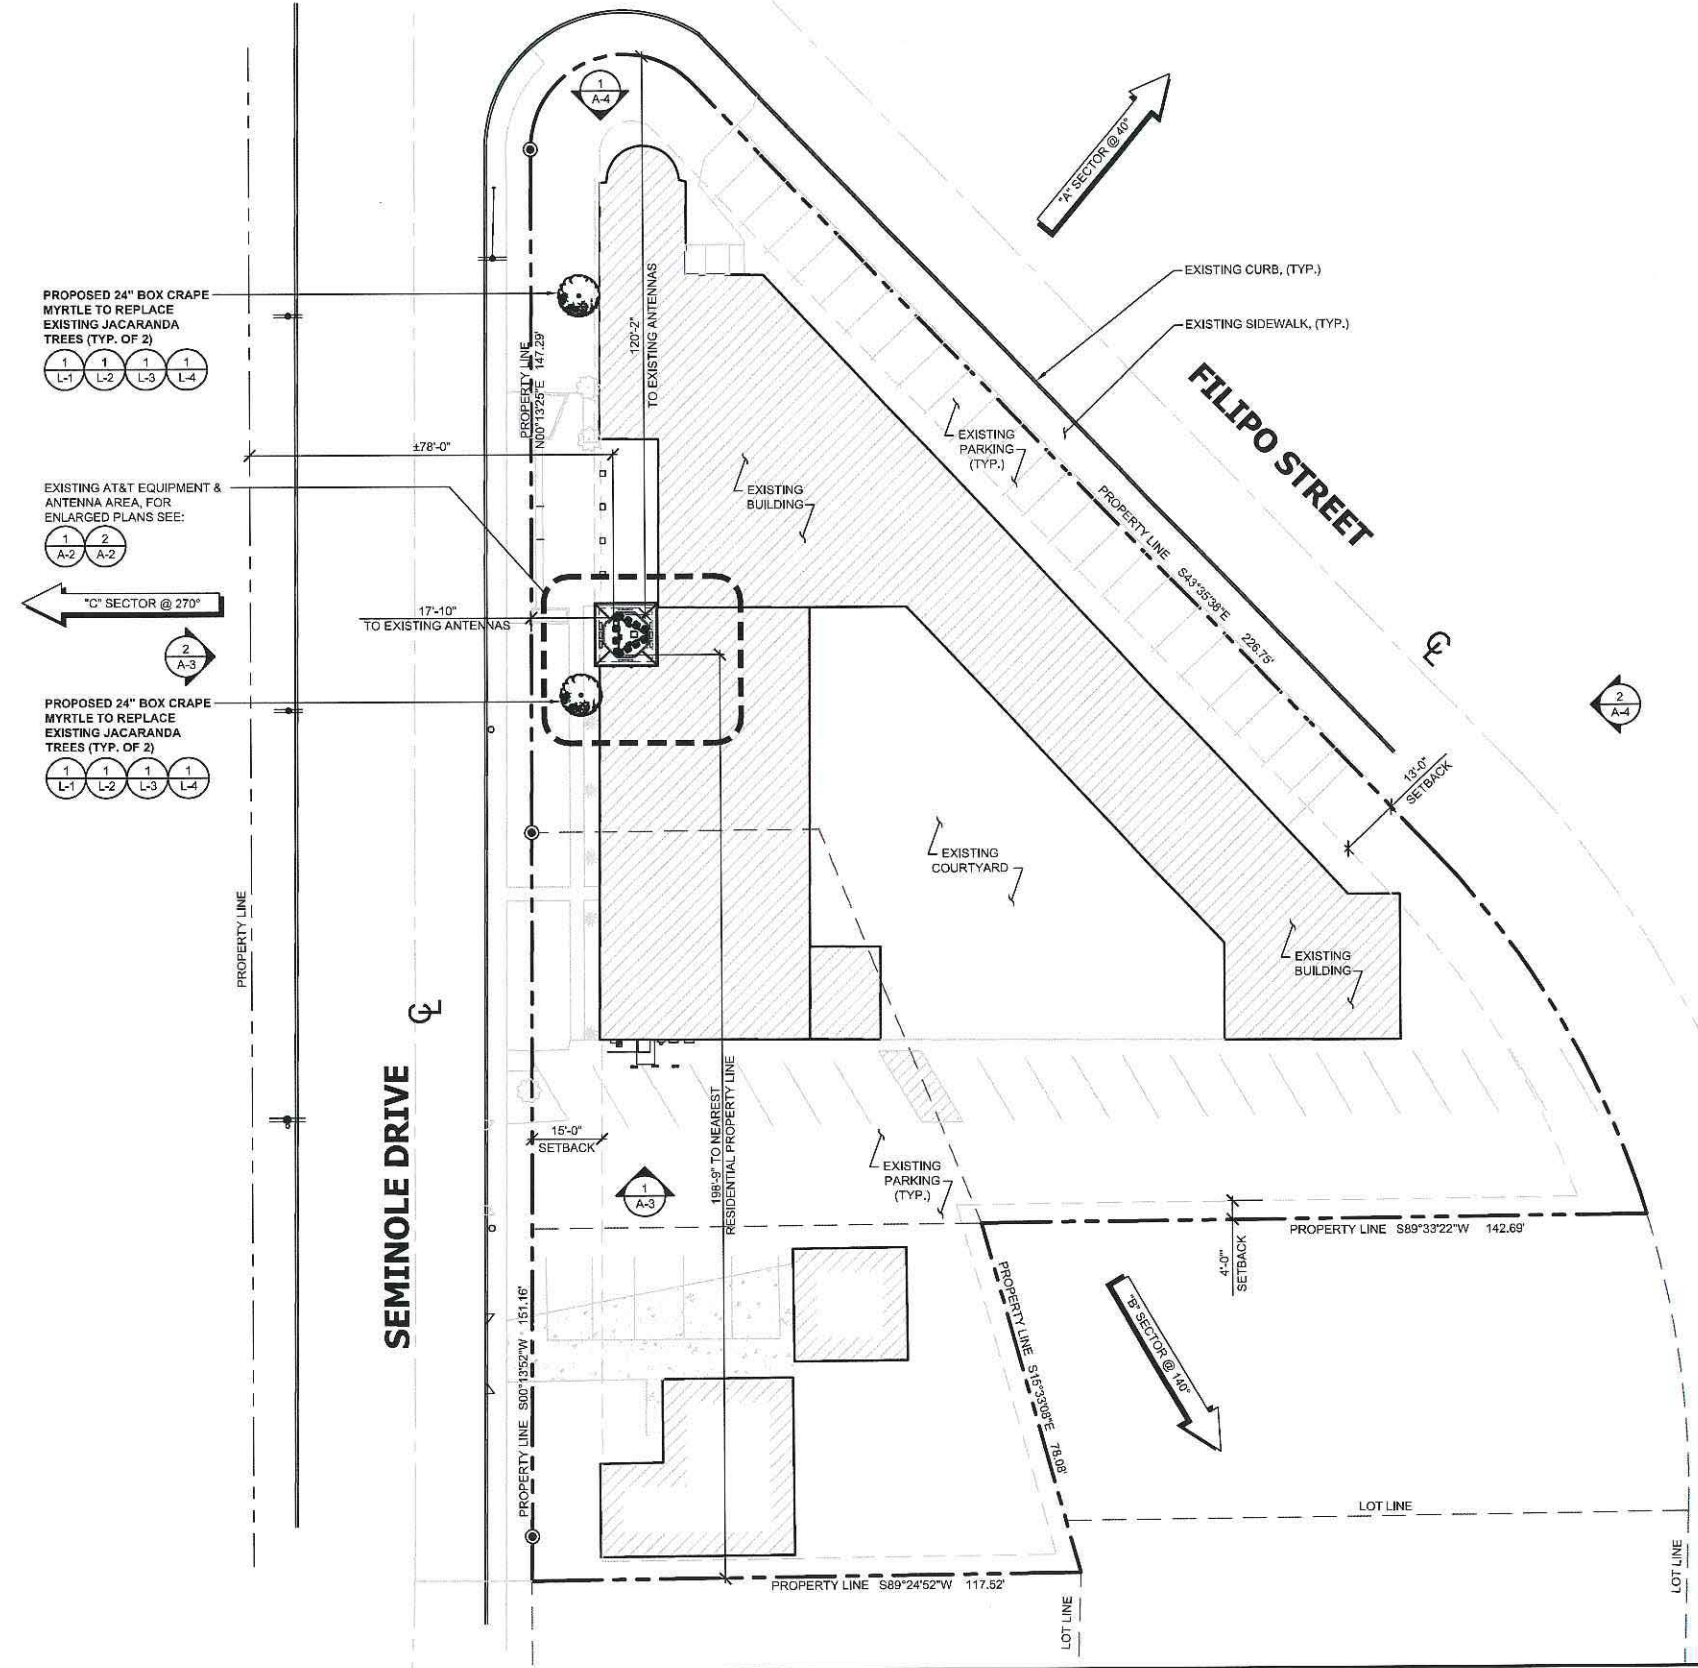 1
A-4
"A" SECTOR @ 40°
EXISTING CURB, (TYP.)
EXISTING SIDEWALK, (TYP.)
FILIPO STREET
PROPOSED 24" BOX CRAPE
MYRTLE TO REPLACE
EXISTING JACARANDA
TREES (TYP. OF 2)
1
L-1
1
L-2
1
L-3
1
L-4
PROPERTY LINE
N00°13'25"E 147.29'
120'-2"
TO EXISTING ANTENNAS
±78'-0"
EXISTING AT&T EQUIPMENT &
ANTENNA AREA, FOR
ENLARGED PLANS SEE:
1
A-2
2
A-2
EXISTING
BUILDING
EXISTING
PARKING
(TYP.)
PROPERTY LINE S43°35'38"E 226.75'
"C" SECTOR @ 270°
17'-10"
TO EXISTING ANTENNAS
2
A-3
PROPOSED 24" BOX CRAPE
MYRTLE TO REPLACE
EXISTING JACARANDA
TREES (TYP. OF 2)
1
L-1
1
L-2
1
L-3
1
L-4
CL
2
A-4
13'-0"
SETBACK
EXISTING
COURTYARD
EXISTING
BUILDING
PROPERTY LINE
CL
SEMINOLE DRIVE
15'-0"
SETBACK
198'-9" TO NEAREST
RESIDENTIAL PROPERTY LINE
1
A-3
EXISTING
PARKING
(TYP.)
PROPERTY LINE S89°33'22"W 142.69'
4'-0"
SETBACK
PROPERTY LINE S15°33'08"E 78.08'
"B" SECTOR @ 140°
PROPERTY LINE S00°13'52"W 151.16'
LOT LINE
PROPERTY LINE S89°24'52"W 117.52'
LOT LINE
LOT LINE